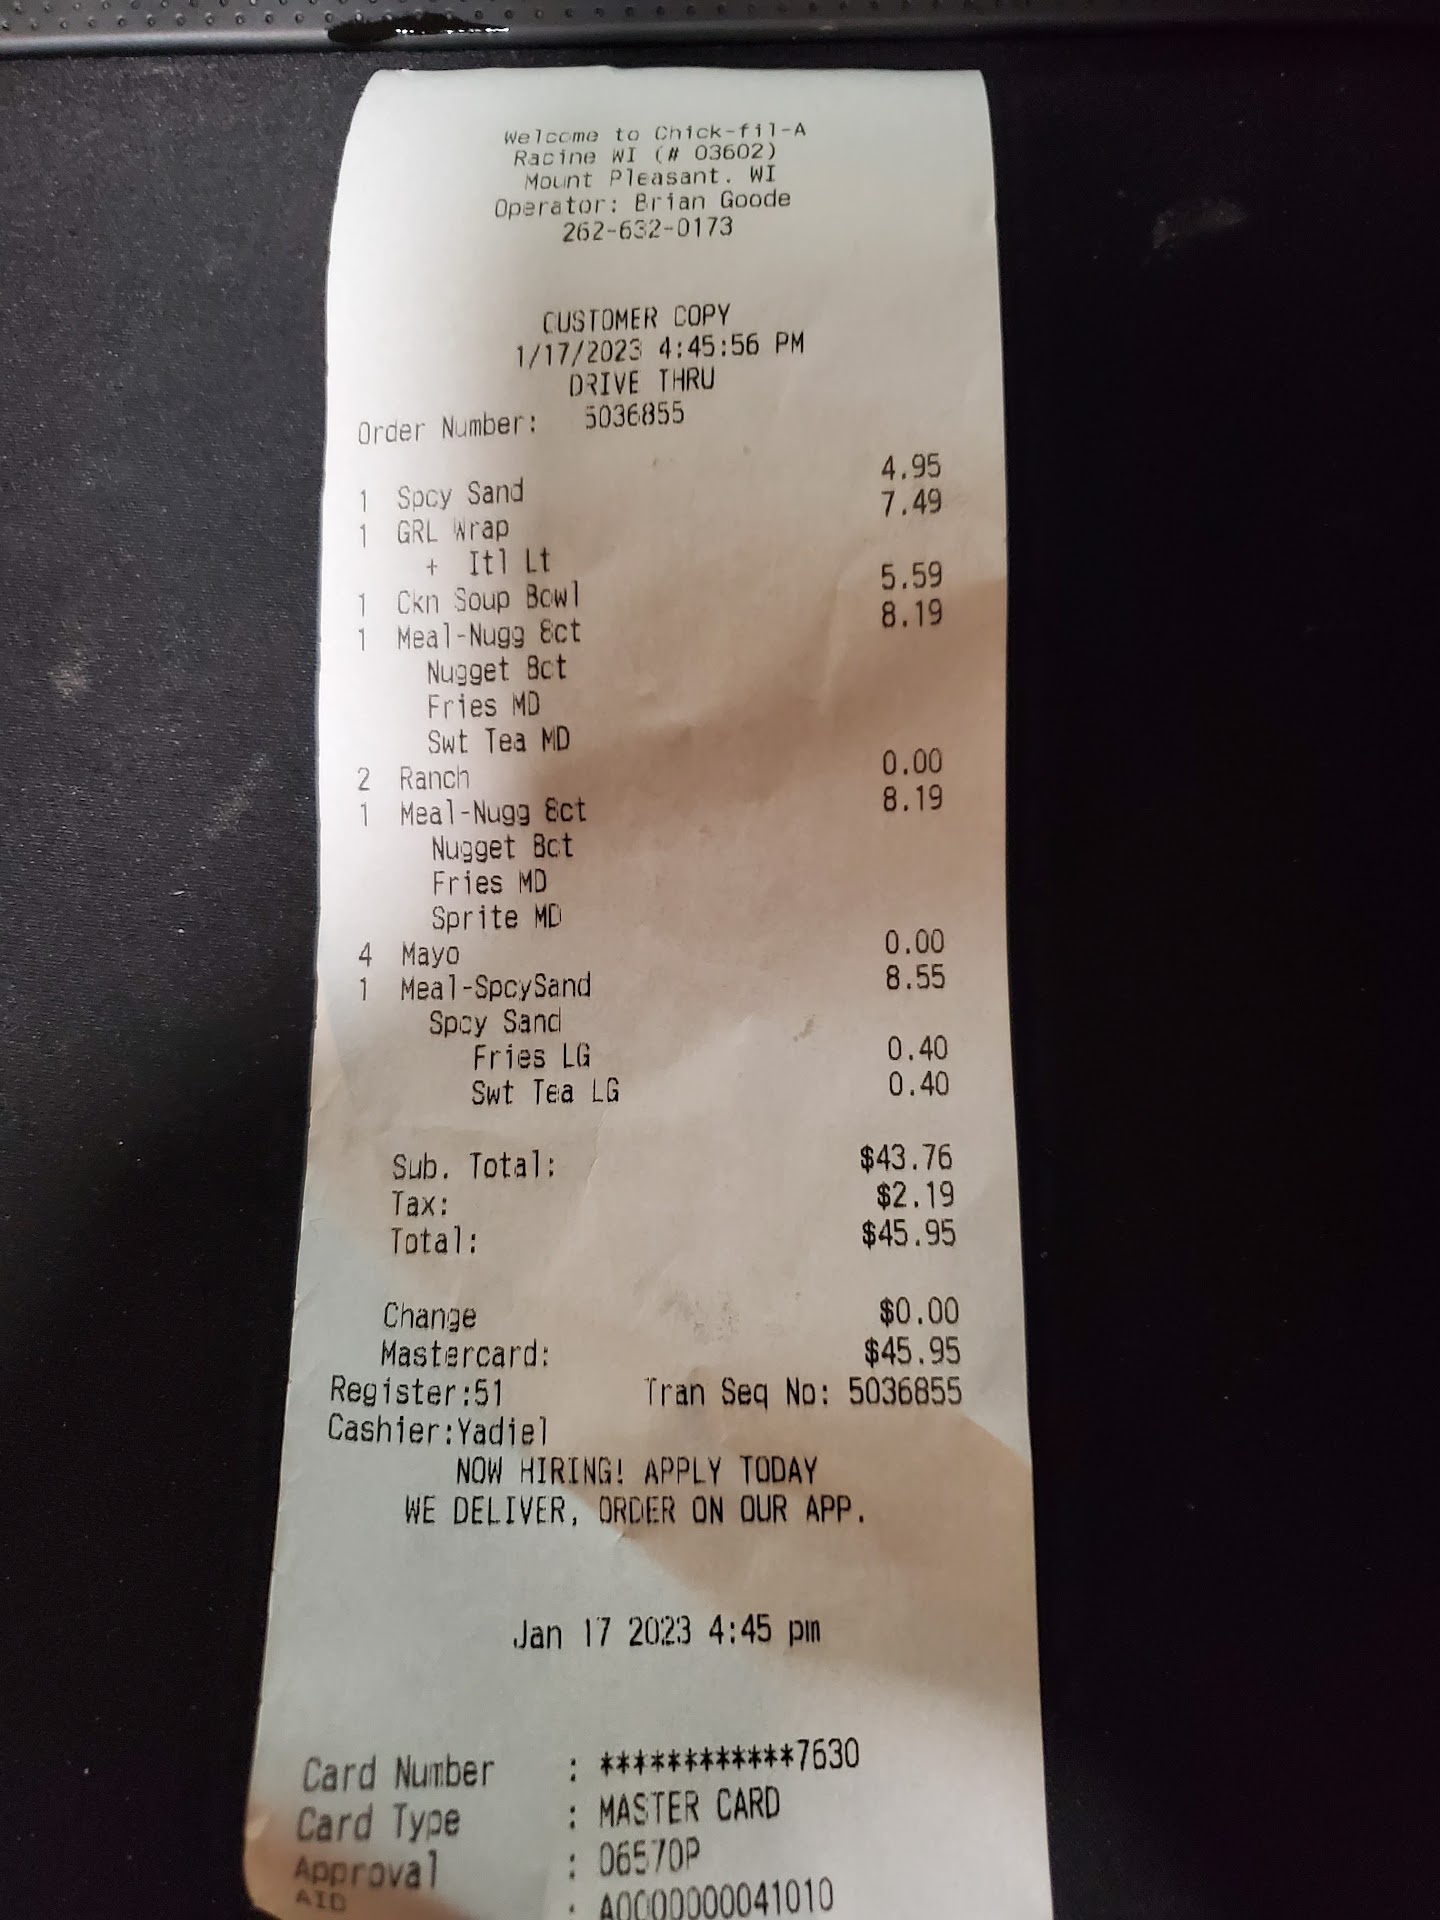 Welcome to Chick-fil-A
Racine WI (# 03602)
Mount Pleasant. WI
Operator: Brian Goode
262-632-0173
CUSTOMER COPY
1/17/2023 4:45:56 PM
DRIVE THRU
Order Number: 5036855
1 Spcy Sand 4.95
1 GRL Wrap 7.49
+ Itl Lt
1 Ckn Soup Bowl 5.59
1 Meal-Nugg 8ct 8.19
Nugget 8ct
Fries MD
Swt Tea MD
2 Ranch 0.00
1 Meal-Nugg 8ct 8.19
Nugget 8ct
Fries MD
Sprite MD
4 Mayo 0.00
1 Meal-SpcySand 8.55
Spcy Sand
Fries LG 0.40
Swt Tea LG 0.40
Sub. Total: $43.76
Tax: $2.19
Total: $45.95
Change $0.00
Mastercard: $45.95
Register:51 Tran Seq No: 5036855
Cashier:Yadiel
NOW HIRING! APPLY TODAY
WE DELIVER, ORDER ON OUR APP.
Jan 17 2023 4:45 pm
Card Number : ************7630
Card Type : MASTER CARD
Approval : 06570P
AID : A0000000041010